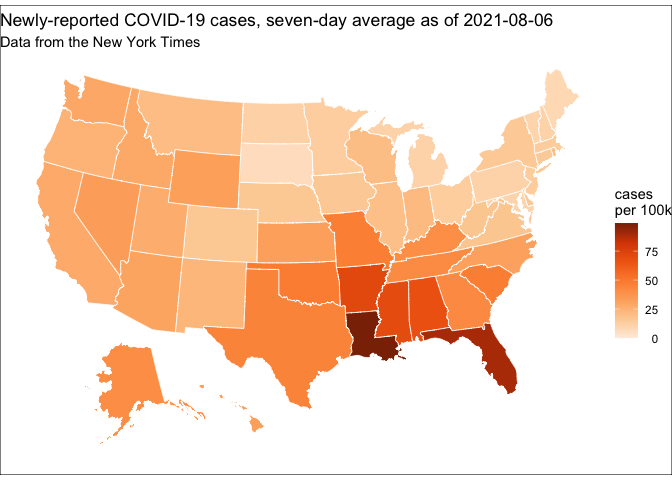 Newly-reported COVID-19 cases, seven-day average as of 2021-08-06
Data from the New York Times
cases
per 100k
75
50
25
0